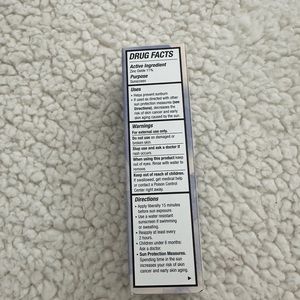 DRUG FACTS
Active Ingredient
Zinc Oxide 11%
Purpose
Sunscreen
Uses
• Helps prevent sunburn
• If used as directed with other
sun protection measures (see
Directions), decreases the
risk of skin cancer and early
skin aging caused by the sun.
Warnings
For external use only.
Do not use on damaged or
broken skin.
Stop use and ask a doctor if
rash occurs.
When using this product keep
out of eyes. Rinse with water to
remove.
Keep out of reach of children.
If swallowed, get medical help
or contact a Poison Control
Center right away.
Directions
• Apply liberally 15 minutes
before sun exposure.
• Use a water resistant
sunscreen if swimming
or sweating.
• Reapply at least every
2 hours.
• Children under 6 months:
Ask a doctor.
• Sun Protection Measures.
Spending time in the sun
increases your risk of skin
cancer and early skin aging.